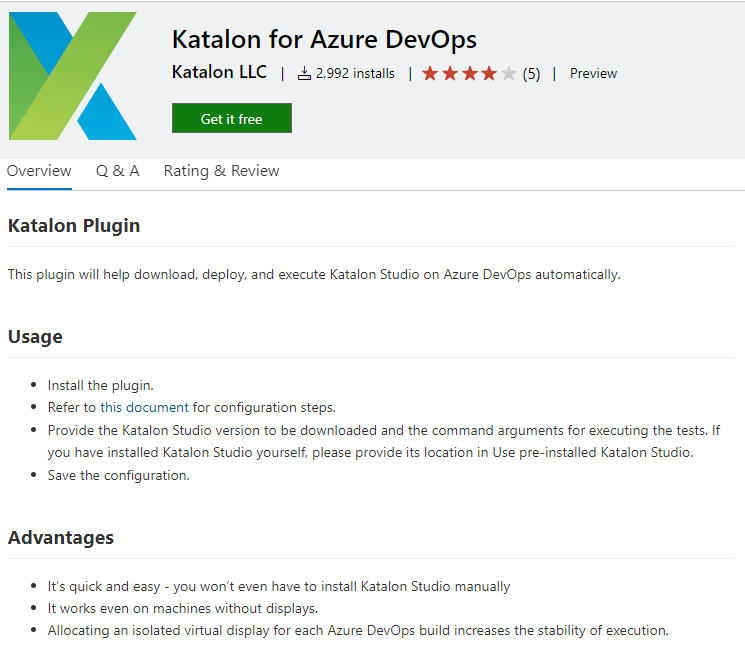 Katalon for Azure DevOps
Katalon LLC | 2,992 installs | (5) | Preview
Get it free
Overview Q & A Rating & Review
Katalon Plugin
This plugin will help download, deploy, and execute Katalon Studio on Azure DevOps automatically.
Usage
• Install the plugin.
• Refer to this document for configuration steps.
• Provide the Katalon Studio version to be downloaded and the command arguments for executing the tests. If
you have installed Katalon Studio yourself, please provide its location in Use pre-installed Katalon Studio.
• Save the configuration.
Advantages
• It’s quick and easy - you won’t even have to install Katalon Studio manually
• It works even on machines without displays.
• Allocating an isolated virtual display for each Azure DevOps build increases the stability of execution.